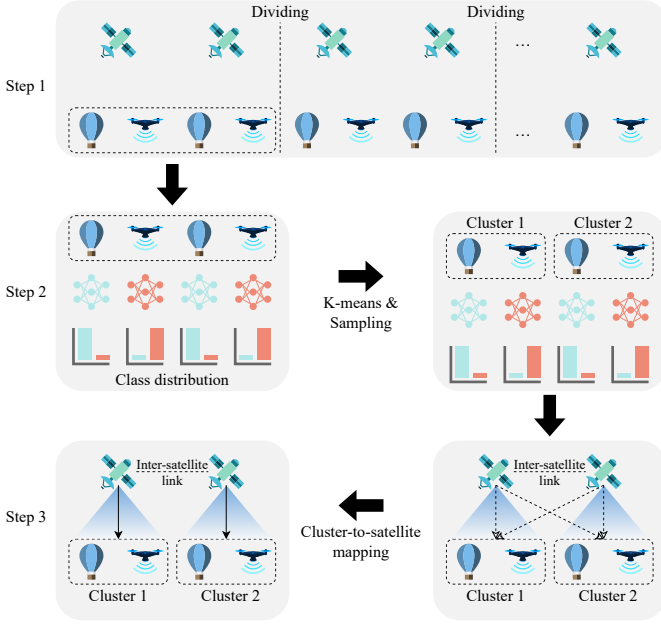 Dividing
Dividing
...
Step 1
...
Cluster 1
Cluster 2
Step 2
K-means &
Sampling
Class distribution
Inter-satellite
link
Inter-satellite
link
Step 3
Cluster-to-satellite
mapping
Cluster 1
Cluster 2
Cluster 1
Cluster 2